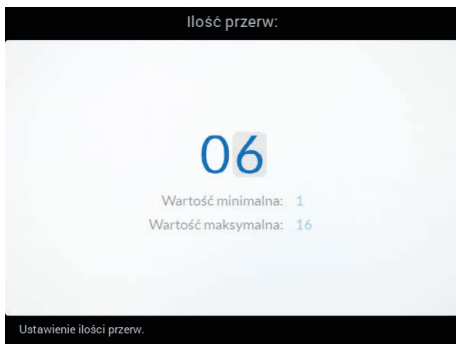 Ilość przerw:
06
Wartość minimalna: 1
Wartość maksymalna: 16
Ustawienie ilości przerw.